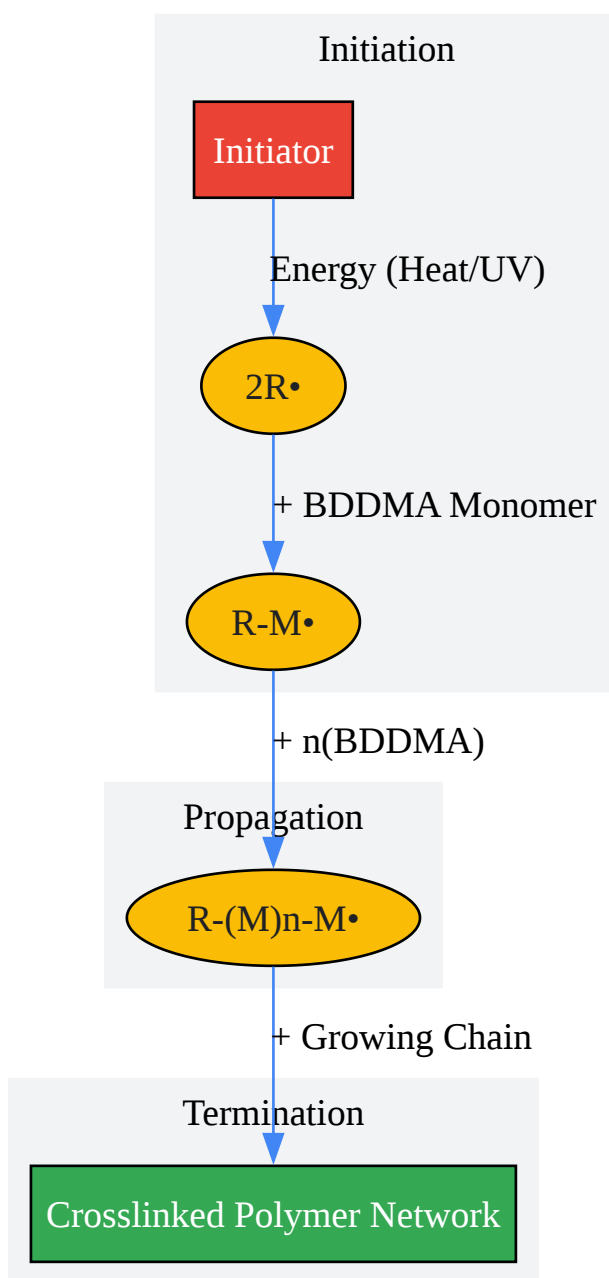 Initiation
Initiator
Energy (Heat/UV)
2R•
+ BDDMA Monomer
R-M•
+ n(BDDMA)
Propagation
R-(M)n-M•
+ Growing Chain
Termination
Crosslinked Polymer Network